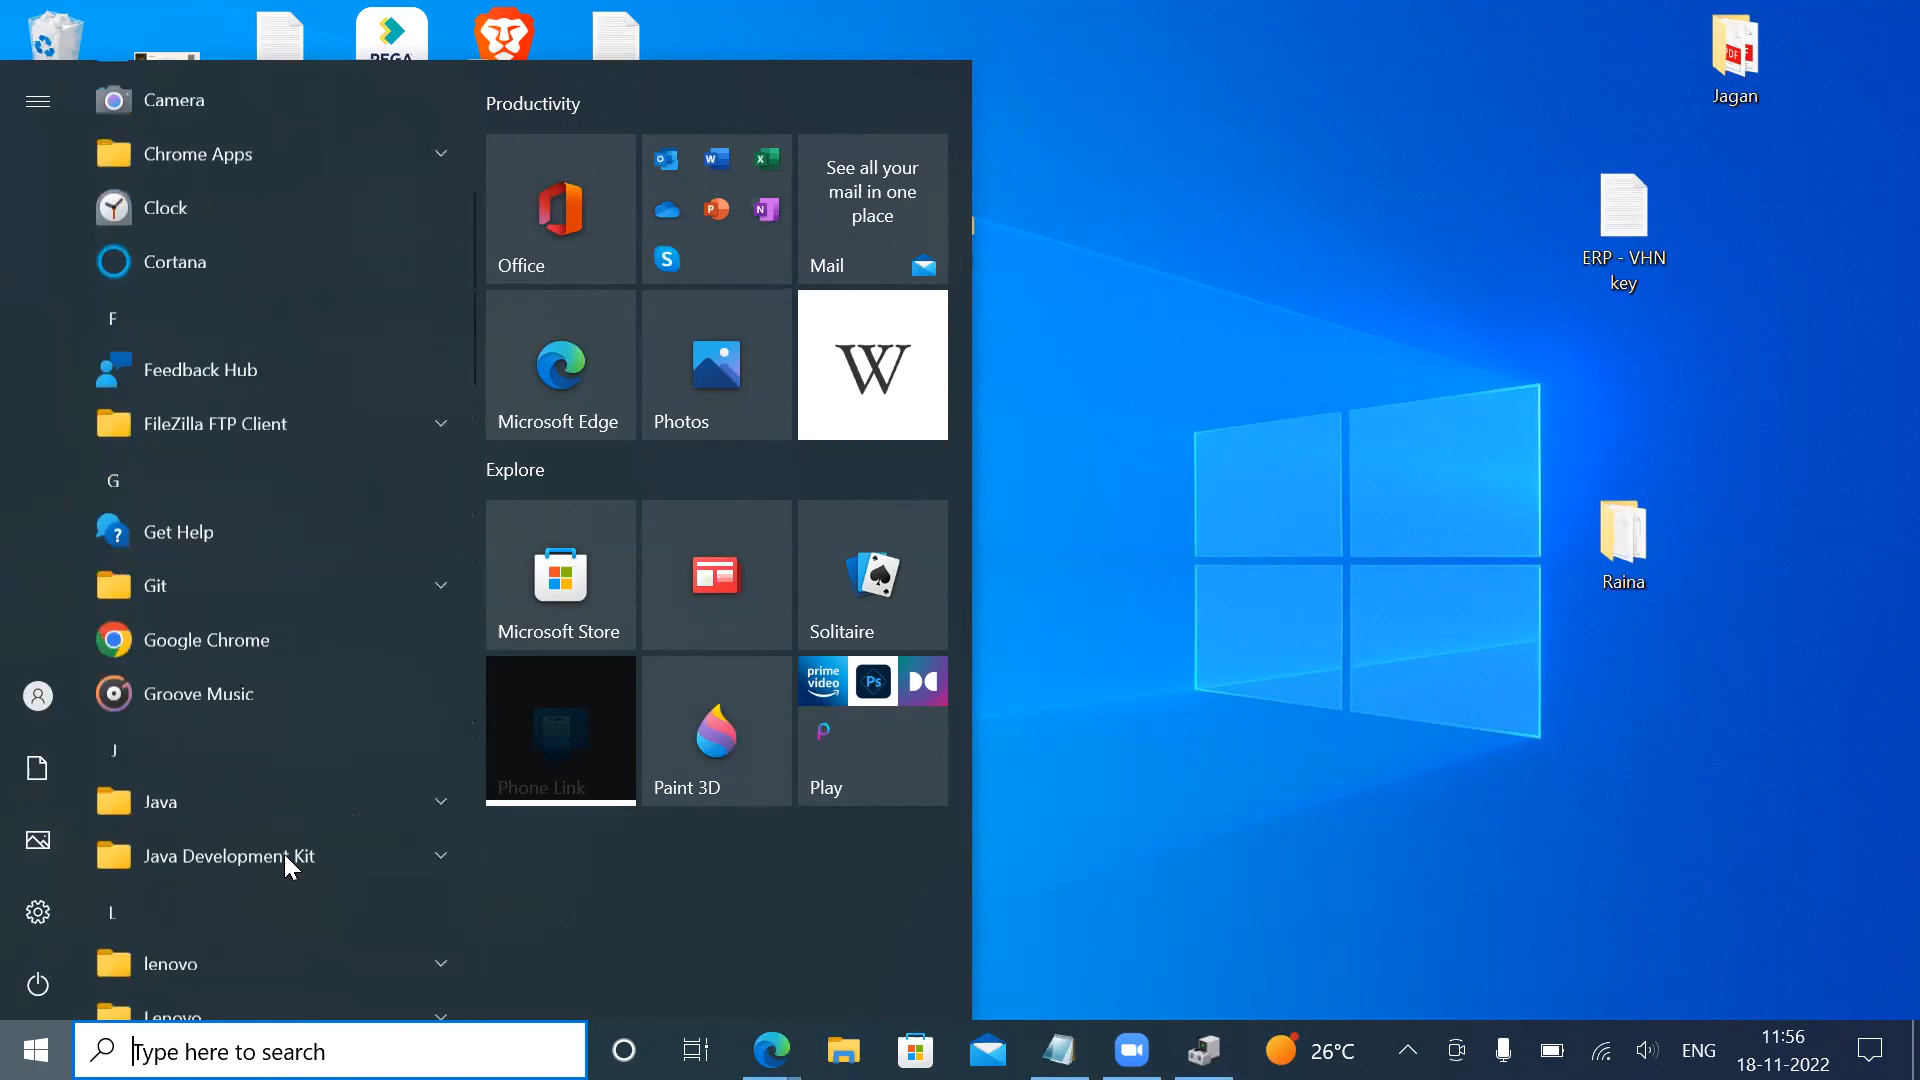 PEGA
Jagan
ERP - VHN
key
Raina
Camera
Chrome Apps
Clock
Cortana
F
Feedback Hub
FileZilla FTP Client
G
Get Help
Git
Google Chrome
Groove Music
J
Java
Java Development Kit
L
lenovo
Lenovo
Productivity
Office
See all your
mail in one
place
Mail
Microsoft Edge
Photos
W
Explore
Microsoft Store
Solitaire
Phone Link
Paint 3D
prime
video
Ps
Play
Type here to search
26°C
ENG
11:56
18-11-2022